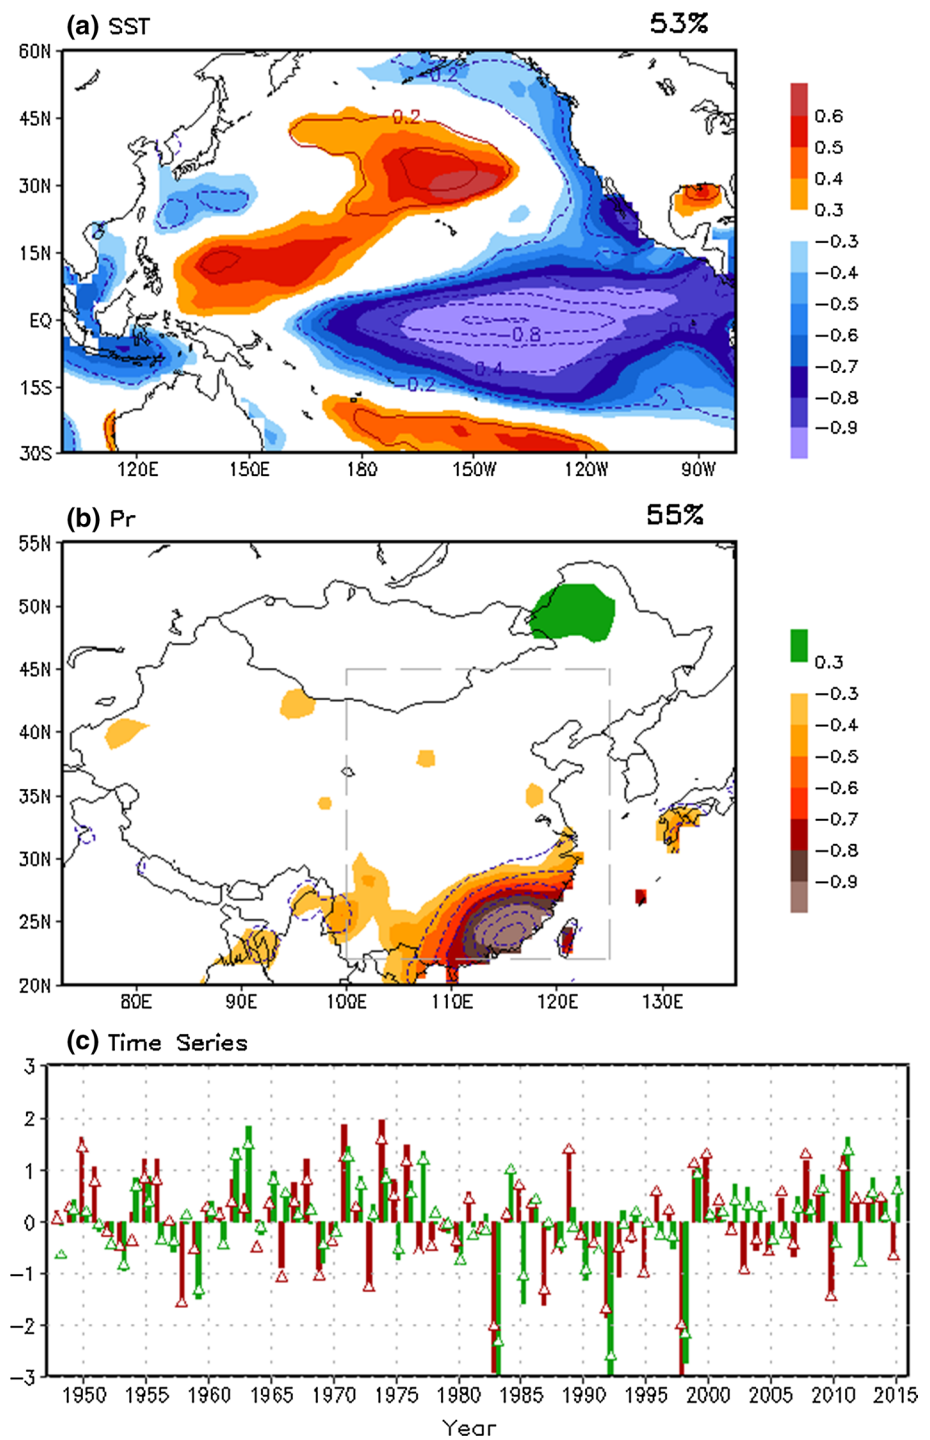 (a) SST 53%
60N
45N
30N
15N
EQ
15S
30S
120E 150E 180 150W 120W 90W
-0.2
0.2
-0.8
-0.4
-0.2
0.6
0.5
0.4
0.3
-0.3
-0.4
-0.5
-0.6
-0.7
-0.8
-0.9
(b) Pr 55%
55N
50N
45N
40N
35N
30N
25N
20N
80E 90E 100E 110E 120E 130E
0.3
-0.3
-0.4
-0.5
-0.6
-0.7
-0.8
-0.9
(c) Time Series
3
2
1
0
-1
-2
-3
1950 1955 1960 1965 1970 1975 1980 1985 1990 1995 2000 2005 2010 2015
Year